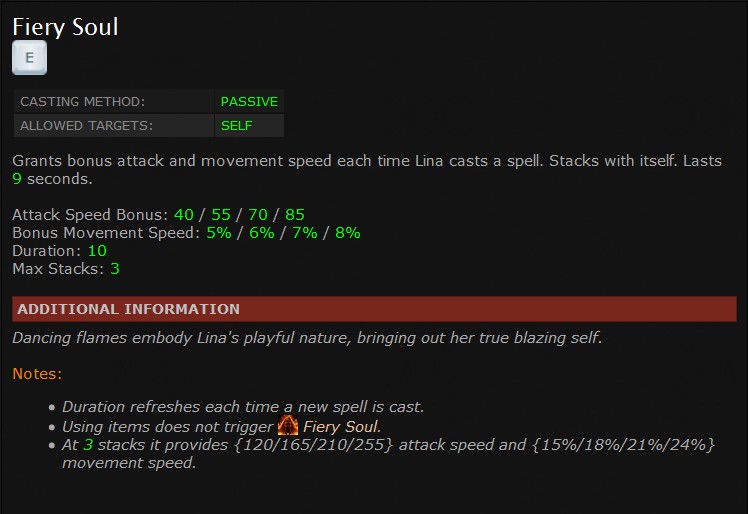 Fiery Soul
E
CASTING METHOD: PASSIVE
ALLOWED TARGETS: SELF
Grants bonus attack and movement speed each time Lina casts a spell. Stacks with itself. Lasts
9 seconds.
Attack Speed Bonus: 40 / 55 / 70 / 85
Bonus Movement Speed: 5% / 6% / 7% / 8%
Duration: 10
Max Stacks: 3
ADDITIONAL INFORMATION
Dancing flames embody Lina's playful nature, bringing out her true blazing self.
Notes:
• Duration refreshes each time a new spell is cast.
• Using items does not trigger Fiery Soul.
• At 3 stacks it provides {120/165/210/255} attack speed and {15%/18%/21%/24%}
movement speed.